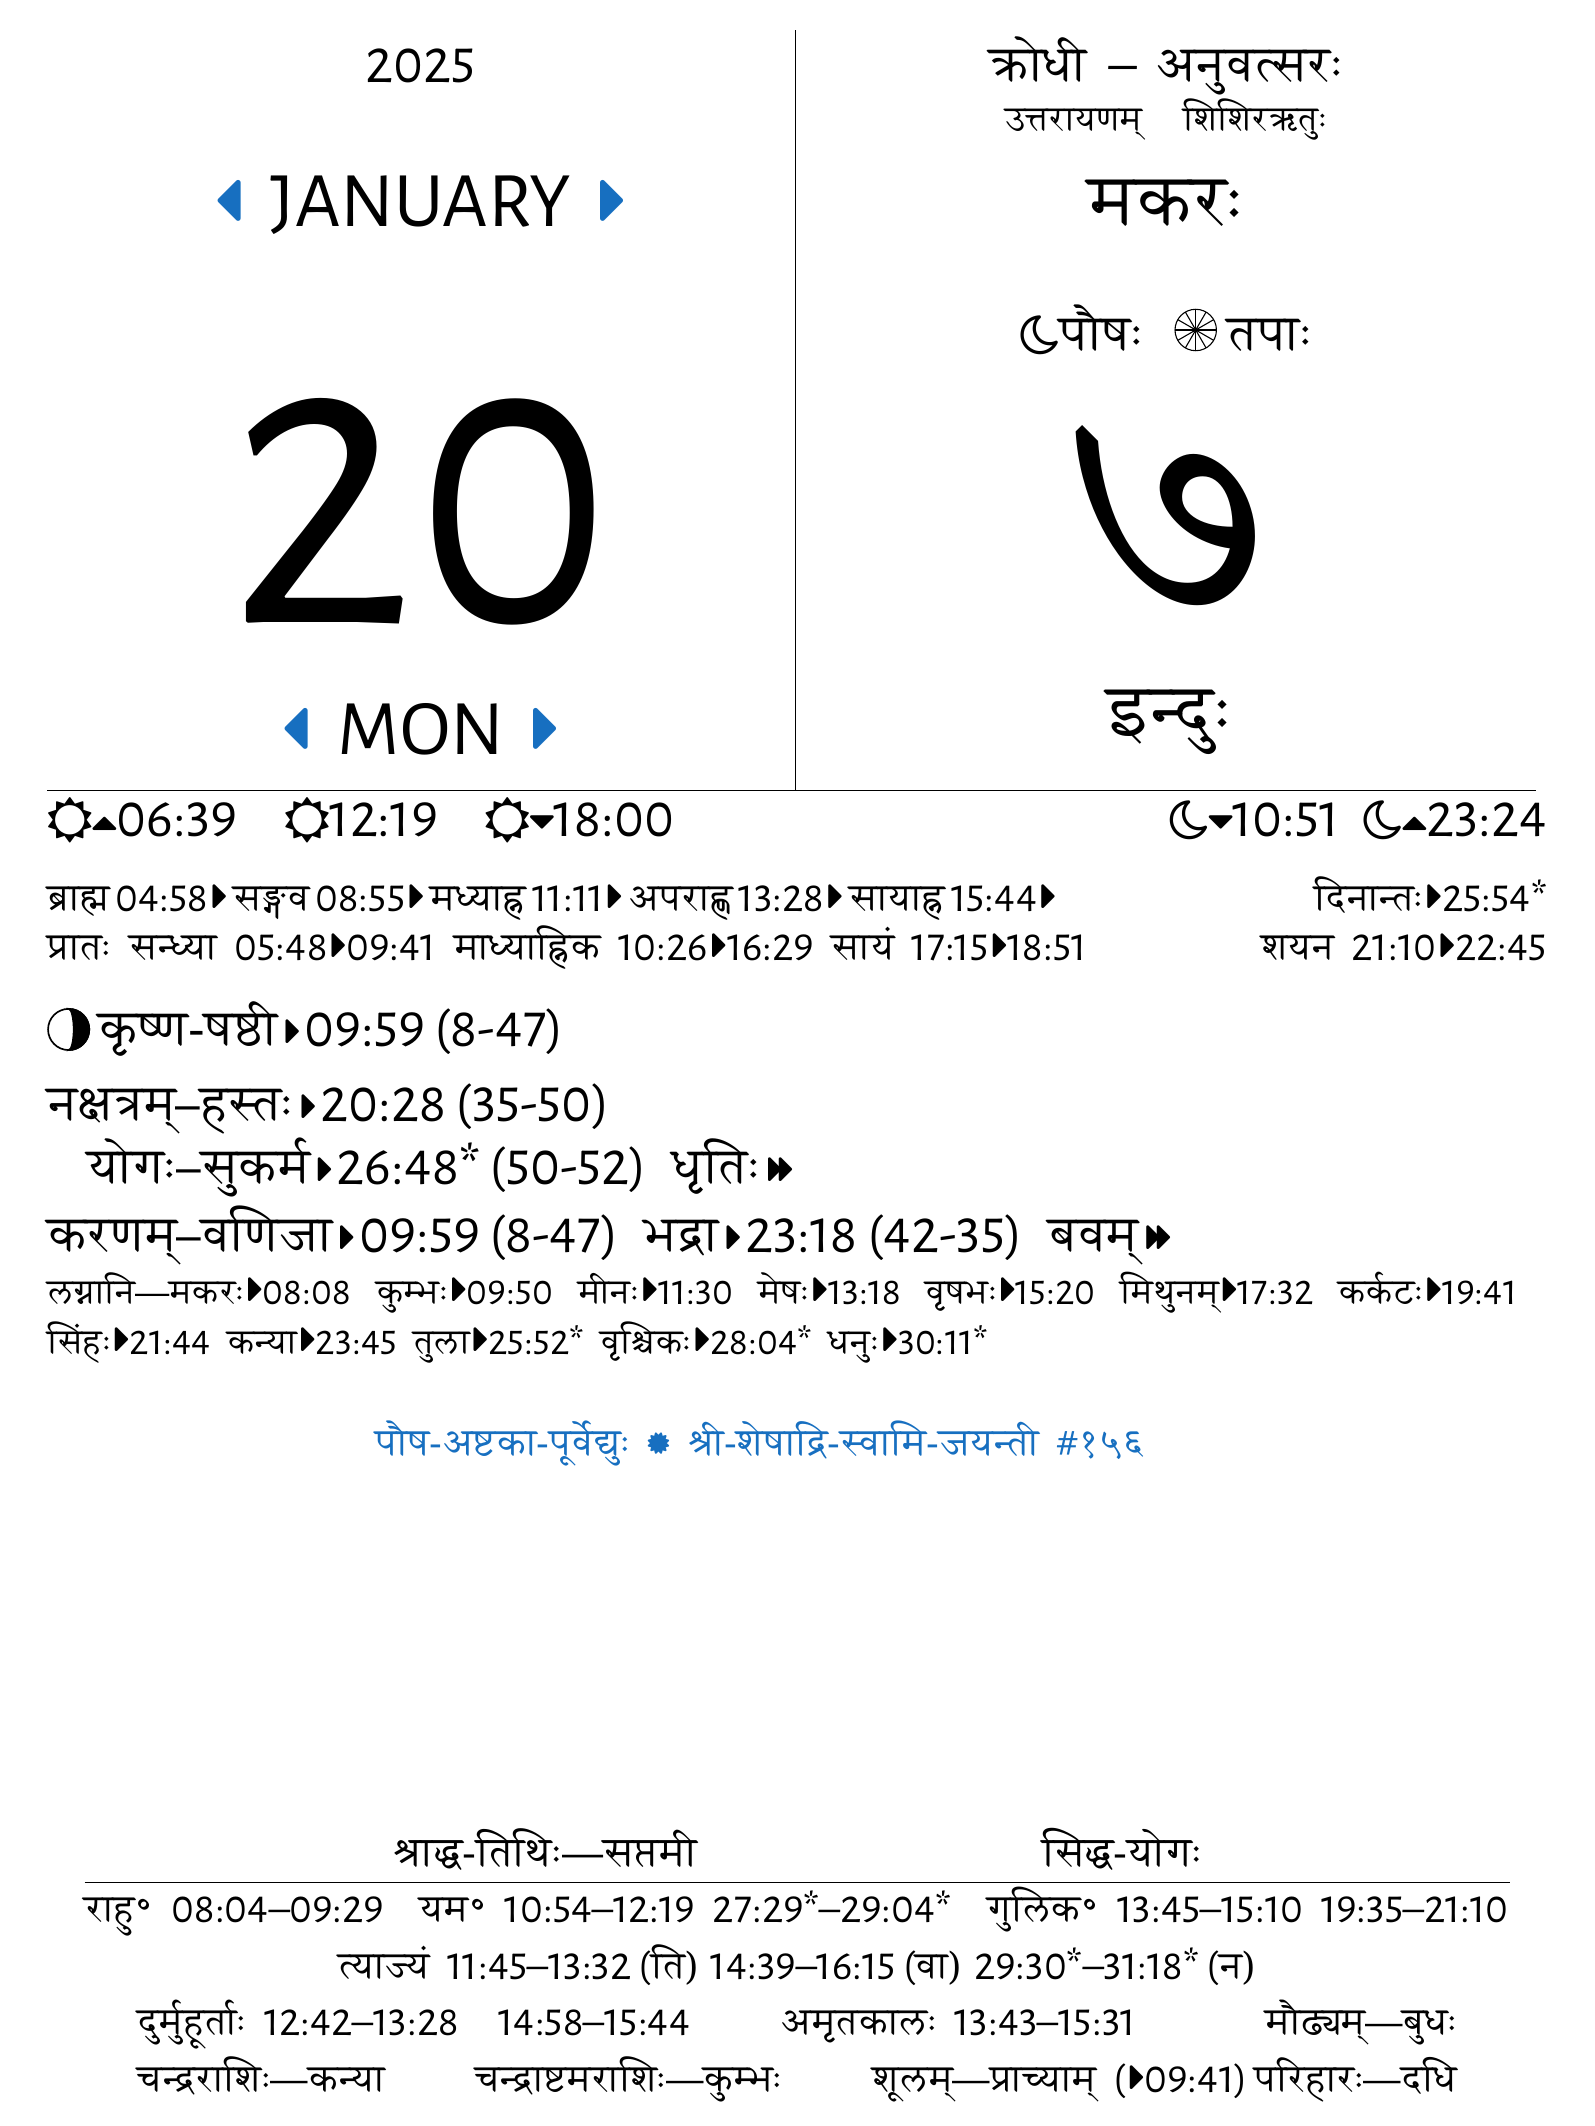 2025
JANUARY
20
MON
क्रोधी – अनुवत्सरः
उत्तरायणम् शिशिरऋतुः
मकरः
पौषः तपाः
७
इन्दुः
06:39 12:19 18:00 10:51 23:24
ब्राह्म 04:58 सङ्गव 08:55 मध्याह्न 11:11 अपराह्ण 13:28 सायाह्न 15:44 दिनान्तः 25:54*
प्रातः सन्ध्या 05:48 09:41 माध्याह्निक 10:26 16:29 सायं 17:15 18:51 शयन 21:10 22:45
कृष्ण-षष्ठी 09:59 (8-47)
नक्षत्रम्–हस्तः 20:28 (35-50)
योगः–सुकर्म 26:48* (50-52) धृतिः
करणम्–वणिजा 09:59 (8-47) भद्रा 23:18 (42-35) बवम्
लग्नानि—मकरः 08:08 कुम्भः 09:50 मीनः 11:30 मेषः 13:18 वृषभः 15:20 मिथुनम् 17:32 कर्कटः 19:41
सिंहः 21:44 कन्या 23:45 तुला 25:52* वृश्चिकः 28:04* धनुः 30:11*
पौष-अष्टका-पूर्वेद्युः श्री-शेषाद्रि-स्वामि-जयन्ती #१५६
श्राद्ध-तिथिः—सप्तमी सिद्ध-योगः
राहु॰ 08:04–09:29 यम॰ 10:54–12:19 27:29*–29:04* गुलिक॰ 13:45–15:10 19:35–21:10
त्याज्यं 11:45–13:32 (ति) 14:39–16:15 (वा) 29:30*–31:18* (न)
दुर्मुहूर्ताः 12:42–13:28 14:58–15:44 अमृतकालः 13:43–15:31 मौढ्यम्—बुधः
चन्द्रराशिः—कन्या चन्द्राष्टमराशिः—कुम्भः शूलम्—प्राच्याम् (09:41) परिहारः—दधि